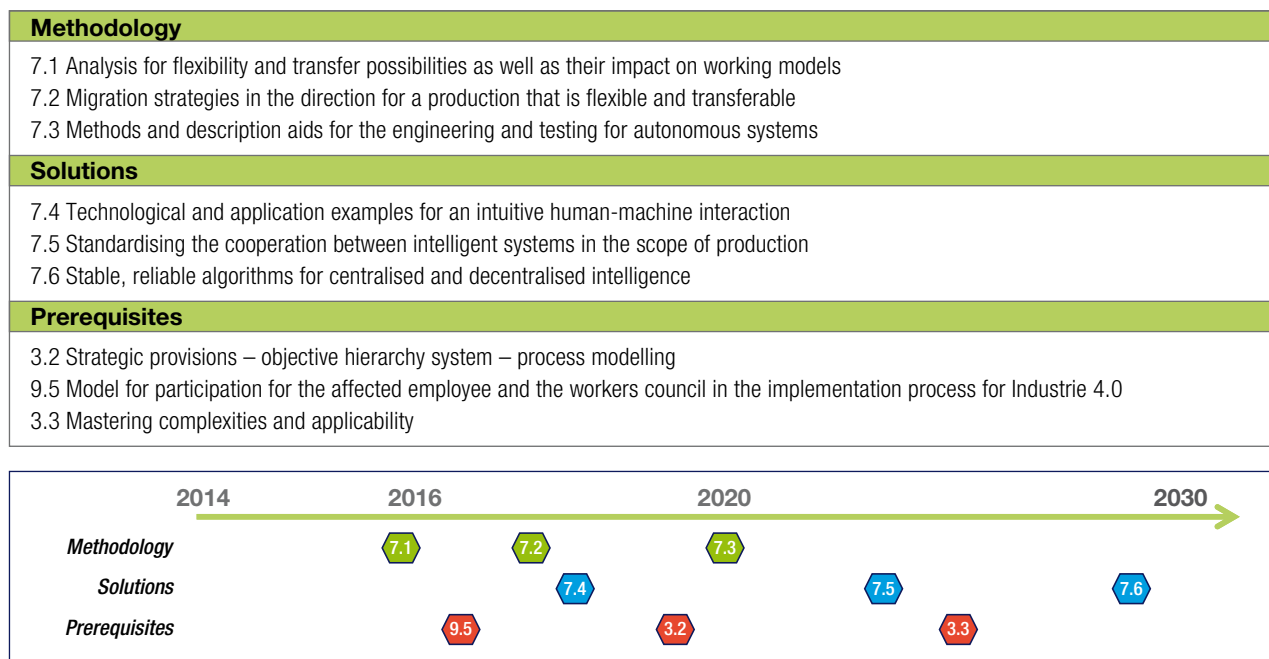 Methodology
7.1 Analysis for flexibility and transfer possibilities as well as their impact on working models
7.2 Migration strategies in the direction for a production that is flexible and transferable
7.3 Methods and description aids for the engineering and testing for autonomous systems
Solutions
7.4 Technological and application examples for an intuitive human-machine interaction
7.5 Standardising the cooperation between intelligent systems in the scope of production
7.6 Stable, reliable algorithms for centralised and decentralised intelligence
Prerequisites
3.2 Strategic provisions – objective hierarchy system – process modelling
9.5 Model for participation for the affected employee and the workers council in the implementation process for Industrie 4.0
3.3 Mastering complexities and applicability
2014 2016 2020 2030
Methodology 7.1 7.2 7.3
Solutions 7.4 7.5 7.6
Prerequisites 9.5 3.2 3.3